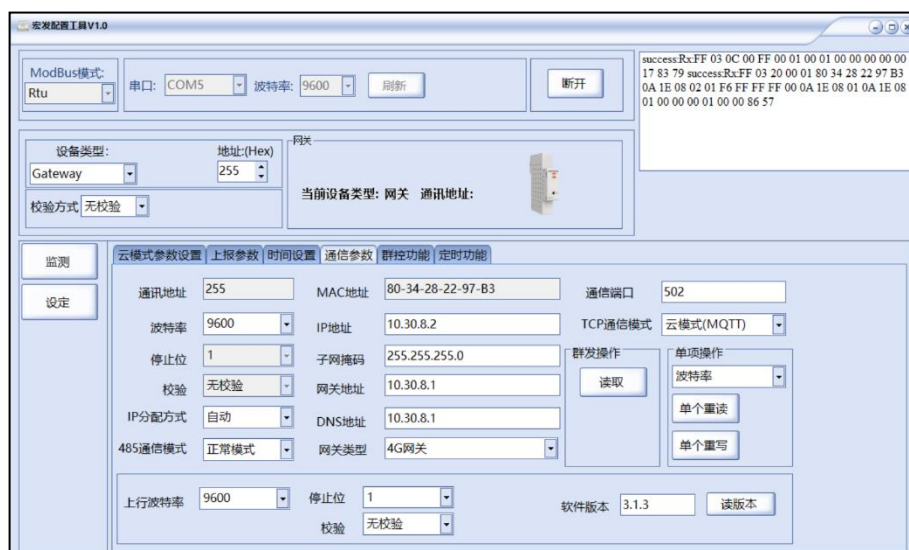 宏发配置工具V1.0
ModBus模式:
Rtu
串口: COM5 波特率: 9600 刷新 断开
success:Rx:FF 03 0C 00 FF 00 01 00 01 00 00 00 00 00
17 83 79 success:Rx:FF 03 20 00 01 80 34 28 22 97 B3
0A 1E 08 02 01 F6 FF FF FF 00 0A 1E 08 01 0A 1E 08
01 00 00 00 01 00 00 86 57
设备类型: 地址:(Hex)
Gateway 255
校验方式 无校验
网关
当前设备类型: 网关 通讯地址:
监测
设定
云模式参数设置 上报参数 时间设置 通信参数 群控功能 定时功能
通讯地址 255 MAC地址 80-34-28-22-97-B3 通信端口 502
波特率 9600 IP地址 10.30.8.2 TCP通信模式 云模式(MQTT)
停止位 1 子网掩码 255.255.255.0 群发操作 单项操作
校验 无校验 网关地址 10.30.8.1 读取 波特率
IP分配方式 自动 DNS地址 10.30.8.1 单个重读
485通信模式 正常模式 网关类型 4G网关 单个重写
上行波特率 9600 停止位 1 软件版本 3.1.3 读版本
校验 无校验